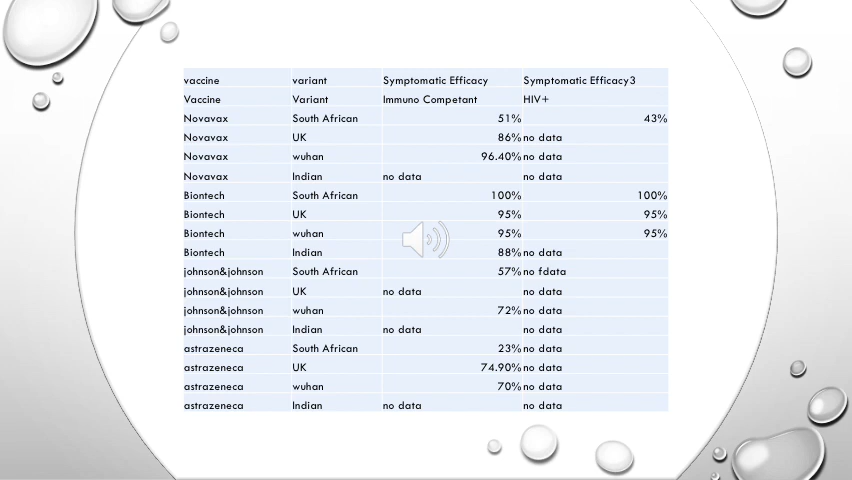 vaccine variant Symptomatic Efficacy Symptomatic Efficacy3
Vaccine Variant Immuno Competant HIV+
Novavax South African 51% 43%
Novavax UK 86% no data
Novavax wuhan 96.40% no data
Novavax Indian no data no data
Biontech South African 100% 100%
Biontech UK 95% 95%
Biontech wuhan 95% 95%
Biontech Indian 88% no data
johnson&johnson South African 57% no fdata
johnson&johnson UK no data no data
johnson&johnson wuhan 72% no data
johnson&johnson Indian no data no data
astrazeneca South African 23% no data
astrazeneca UK 74.90% no data
astrazeneca wuhan 70% no data
astrazeneca Indian no data no data